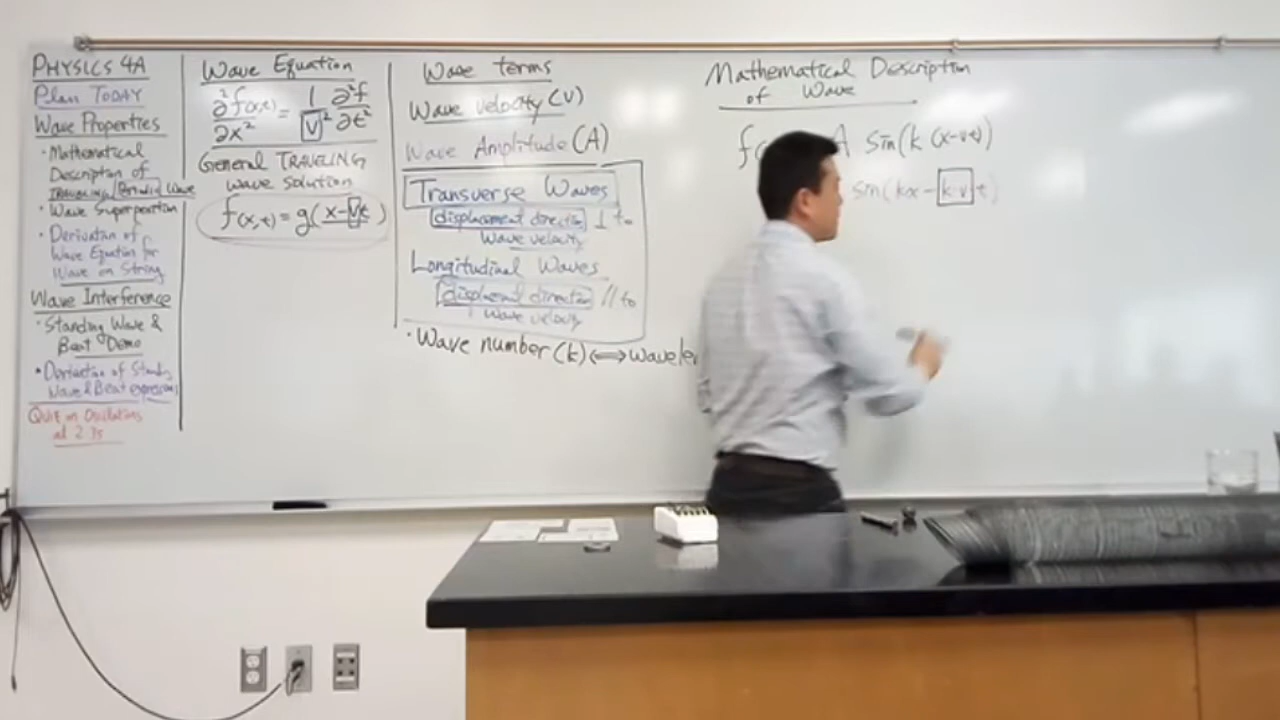 PHYSICS 4A
Plan TODAY
Wave Properties
• Mathematical
Description of
TRAVELING/Periodic Wave
• Wave Superposition
• Derivation of
Wave Equation for
Wave on String
Wave Interference
• Standing Wave &
Beat Demo
• Derivation of Standing
Wave & Beat expressions
Quiz on Oscillations
at 2
Wave Equation
∂²f(x,t)/∂x² = 1/v² ∂²f/∂t²
General TRAVELING
wave solution
f(x,t) = g(x-vt)
Wave terms
Wave velocity (v)
Wave Amplitude (A)
Transverse Waves
displacement direction ⊥ to
wave velocity
Longitudinal Waves
direction // to
wave velocity
• Wave number (k) ⟺
Mathematical Description
of Wave
f A sin(k (x-vt)
sin(kx - k·v t)